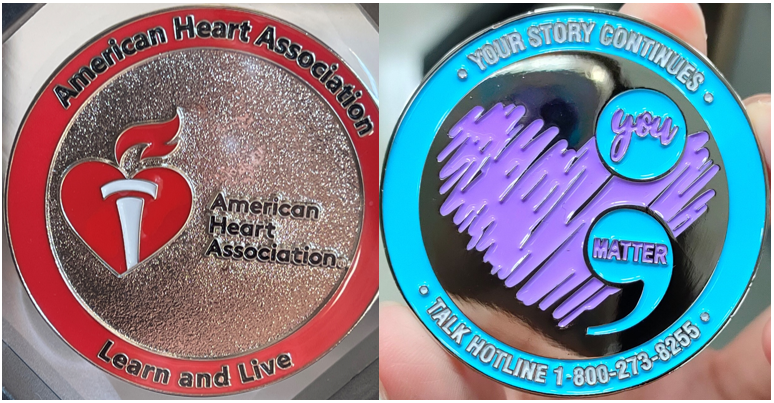 American Heart Association
American
Heart
Association
Learn and Live
YOUR STORY CONTINUES
you
MATTER
TALK HOTLINE 1-800-273-8255